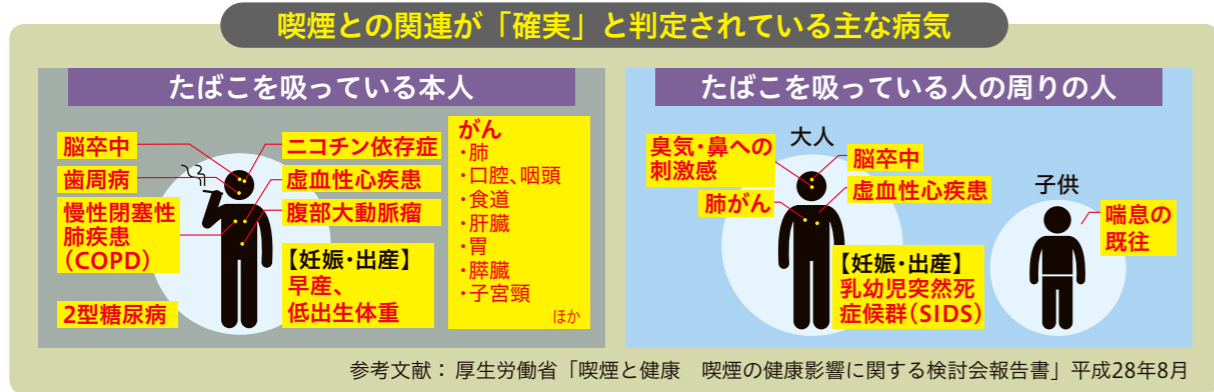 喫煙との関連が「確実」と判定されている主な病気
たばこを吸っている本人
脳卒中
歯周病
慢性閉塞性
肺疾患
（COPD）
2型糖尿病
ニコチン依存症
虚血性心疾患
腹部大動脈瘤
【妊娠・出産】
早産、
低出生体重
がん
・肺
・口腔、咽頭
・食道
・肝臓
・胃
・膵臓
・子宮頸
ほか
たばこを吸っている人の周りの人
大人
臭気・鼻への
刺激感
肺がん
脳卒中
虚血性心疾患
【妊娠・出産】
乳幼児突然死
症候群（SIDS）
子供
喘息の
既往
参考文献：厚生労働省「喫煙と健康　喫煙の健康影響に関する検討会報告書」平成28年8月